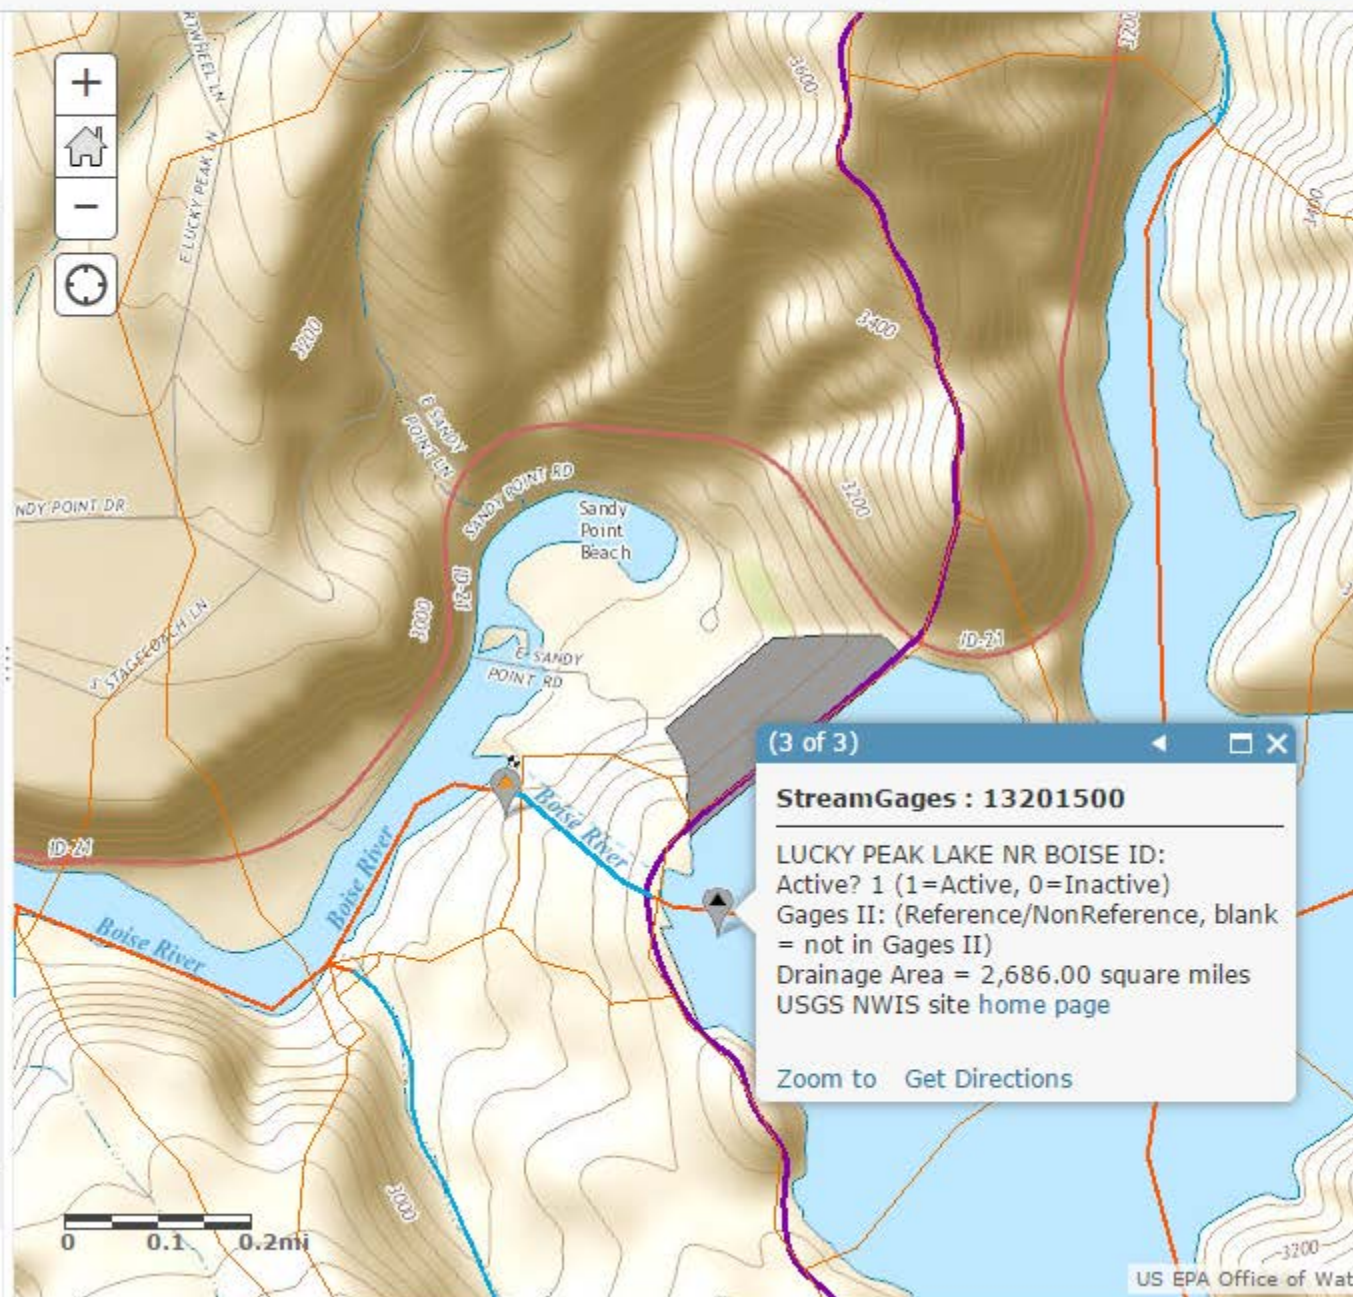 RTWHEEL LN
+
−
3600
3200
E LUCKY PEAK LN
3400
3200
3400
E SANDY
POINT LN
SANDY POINT RD
3200
NDY POINT DR
Sandy
Point
Beach
ID-21
3000
ID-21
STAGECOACH LN
E SANDY
POINT RD
(3 of 3)
StreamGages : 13201500
LUCKY PEAK LAKE NR BOISE ID:
Active? 1 (1=Active, 0=Inactive)
Gages II: (Reference/NonReference, blank
= not in Gages II)
Drainage Area = 2,686.00 square miles
USGS NWIS site home page
Zoom to Get Directions
Boise River
ID-21
Boise River
Boise River
3000
0 0.1 0.2mi
3200
US EPA Office of Wat